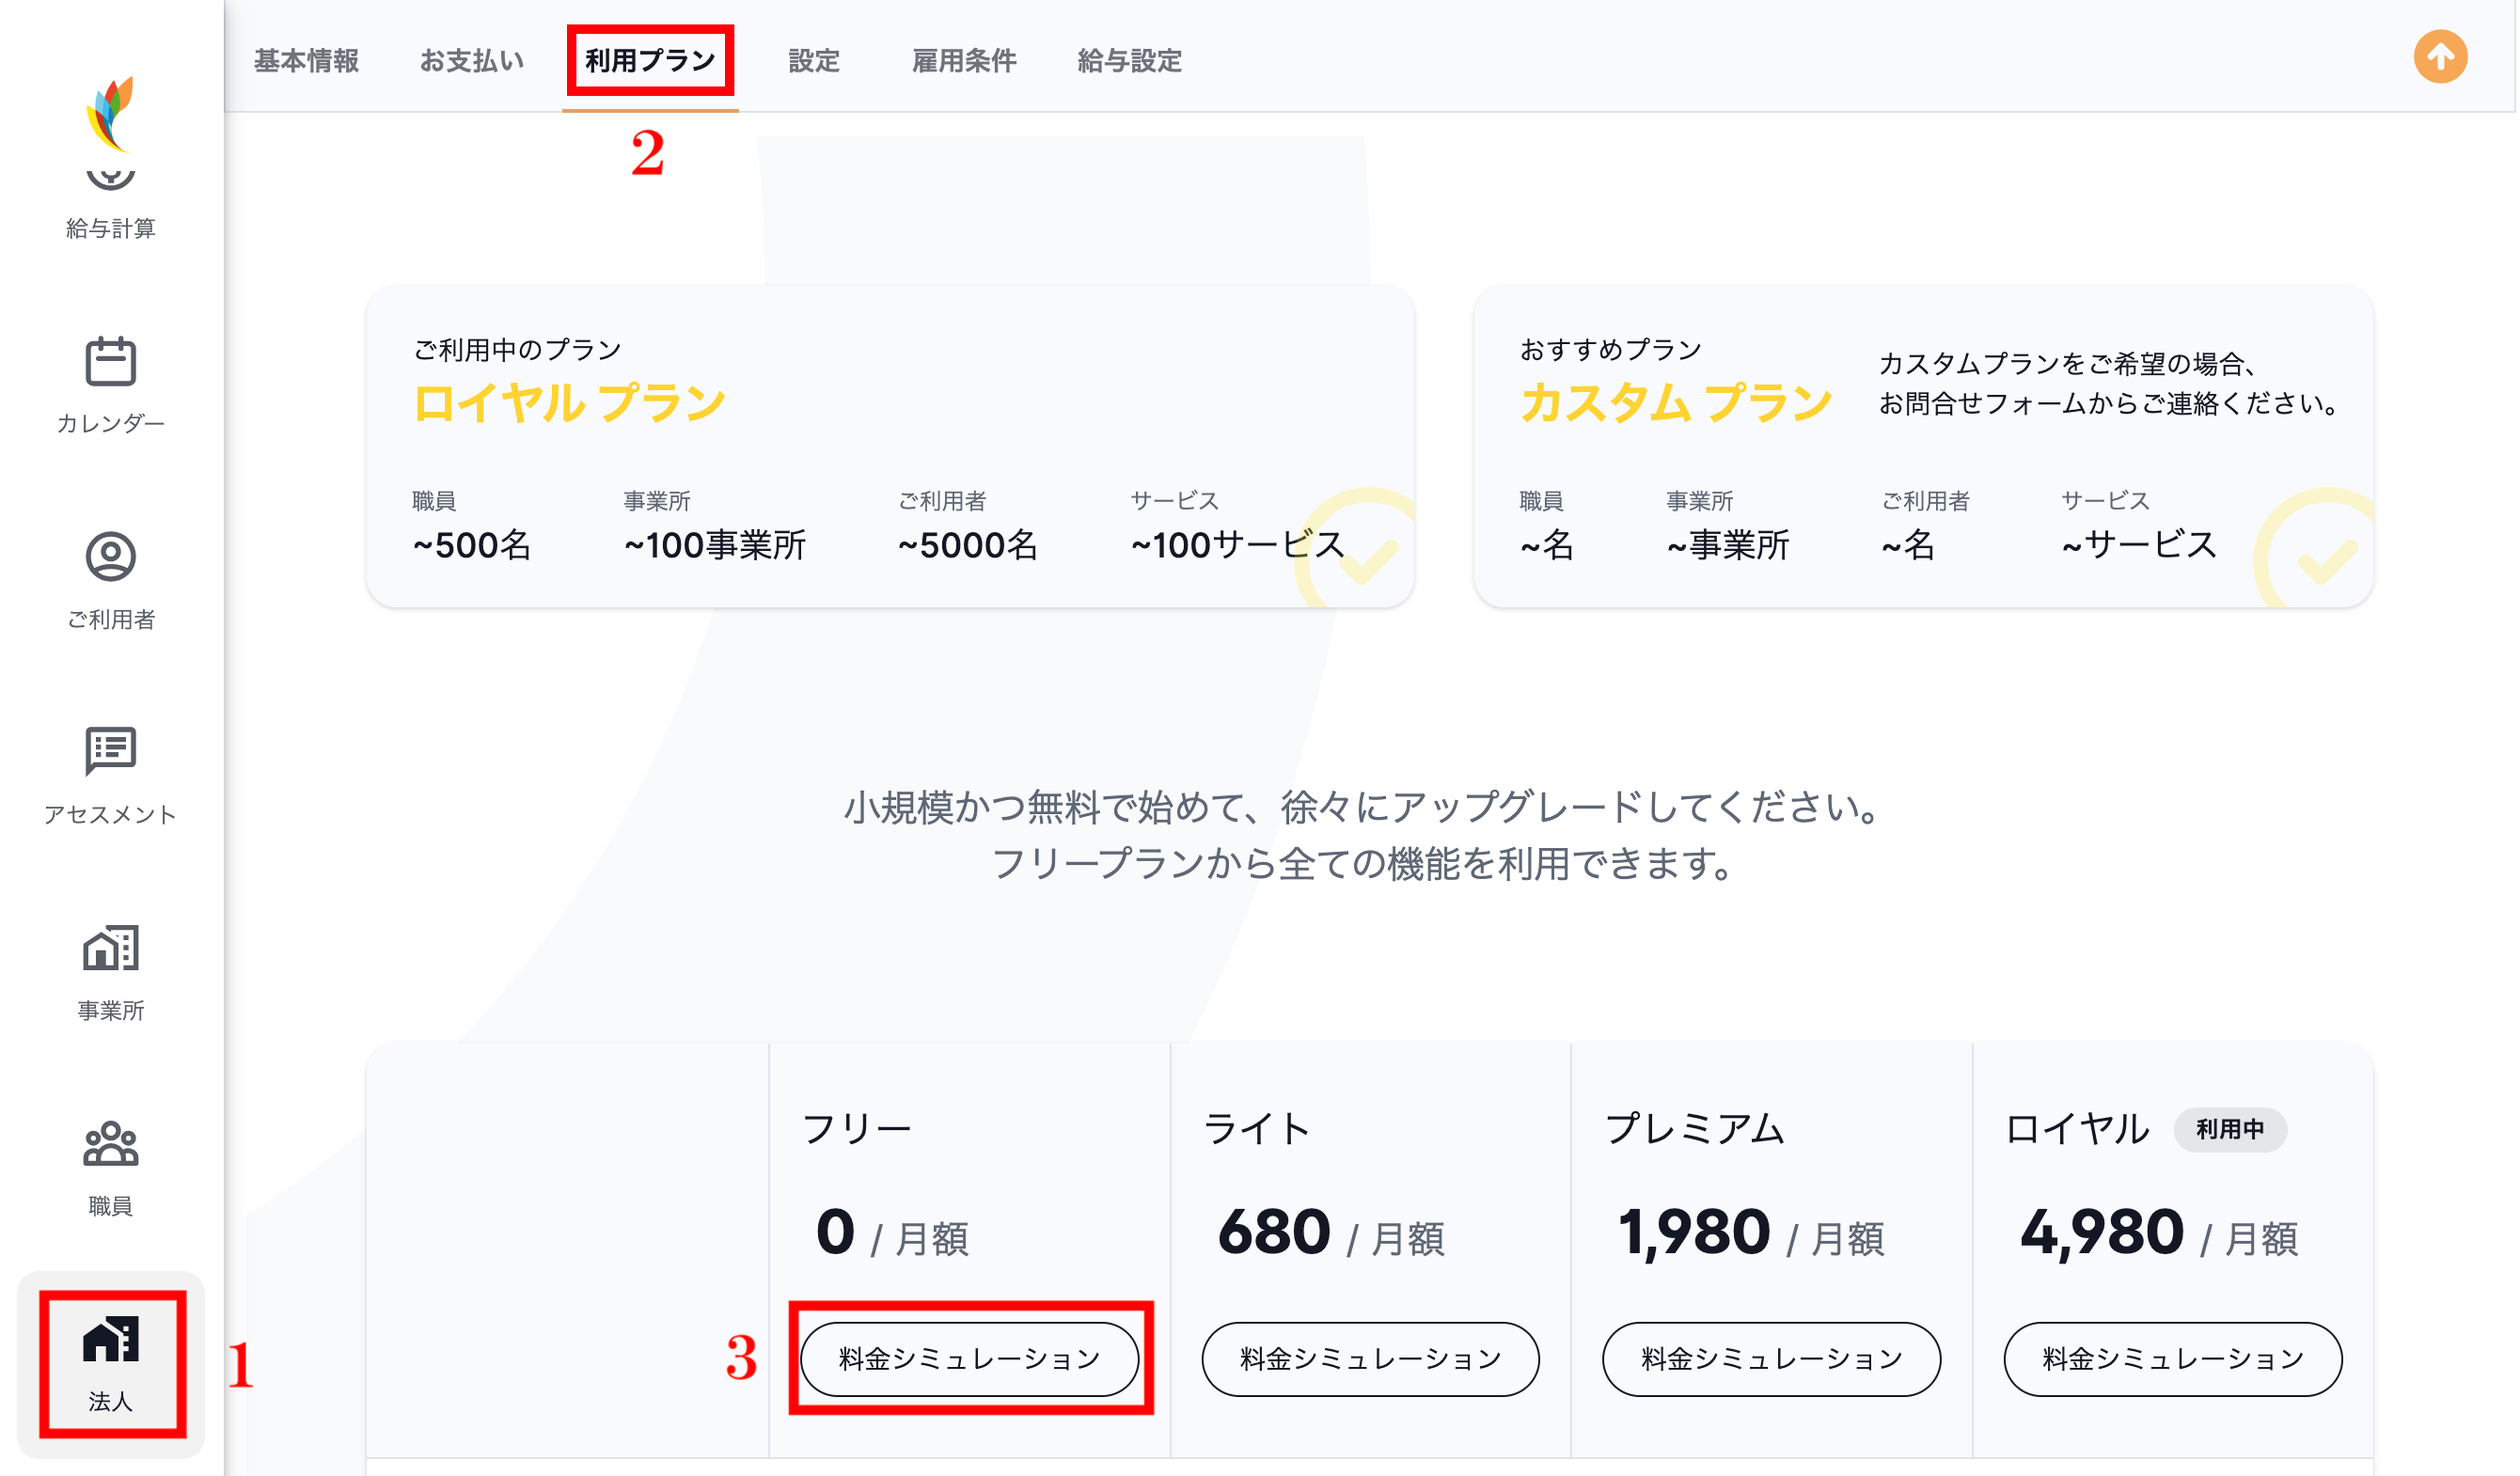 基本情報
お支払い
利用プラン
設定
雇用条件
給与設定
2
給与計算
カレンダー
ご利用者
アセスメント
事業所
職員
法人
1
ご利用中のプラン
ロイヤル プラン
職員
事業所
ご利用者
サービス
~500名
~100事業所
~5000名
~100サービス
おすすめプラン
カスタム プラン
カスタムプランをご希望の場合、
お問合せフォームからご連絡ください。
職員
事業所
ご利用者
サービス
~名
~事業所
~名
~サービス
小規模かつ無料で始めて、徐々にアップグレードしてください。
フリープランから全ての機能を利用できます。
フリー
0 / 月額
3
料金シミュレーション
ライト
680 / 月額
料金シミュレーション
プレミアム
1,980 / 月額
料金シミュレーション
ロイヤル 利用中
4,980 / 月額
料金シミュレーション